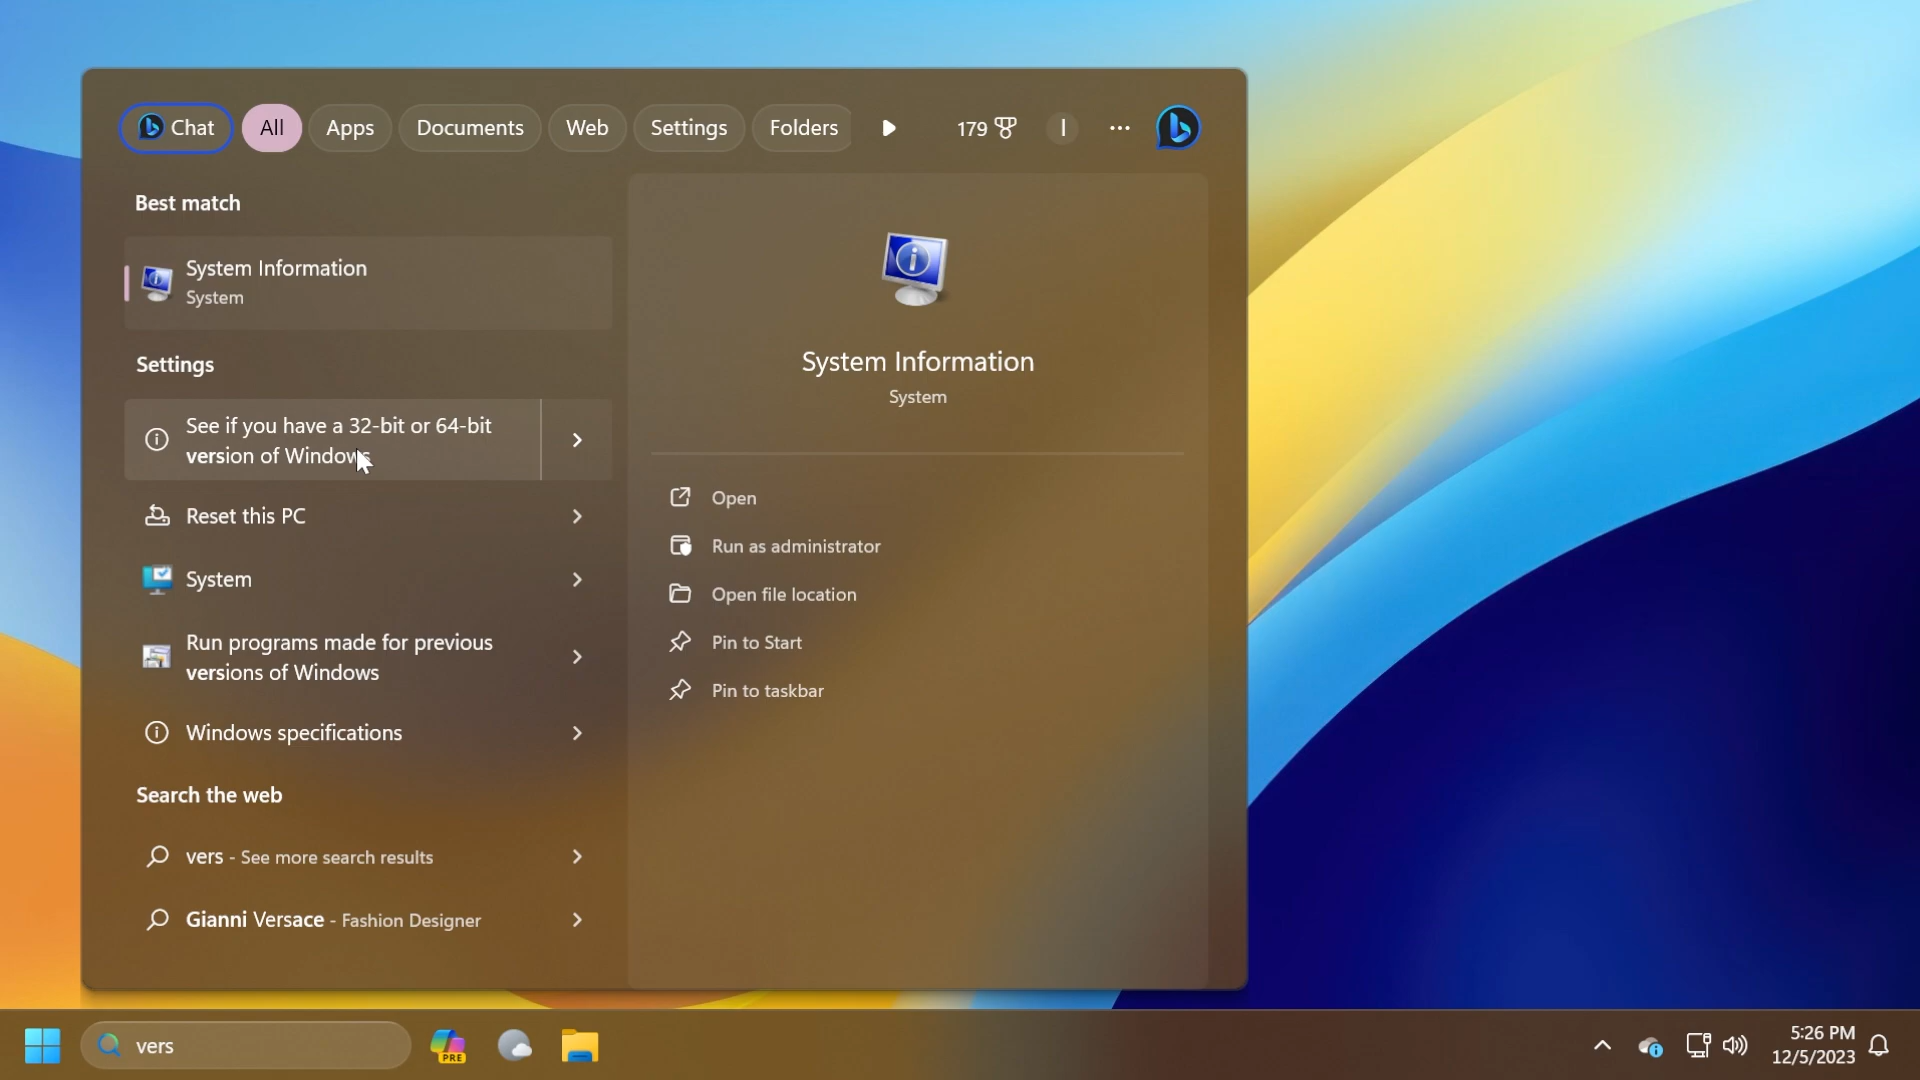 Chat All Apps Documents Web Settings Folders 179 I
Best match
System Information
System
Settings
See if you have a 32-bit or 64-bit
version of Windows
Reset this PC
System
Run programs made for previous
versions of Windows
Windows specifications
Search the web
vers - See more search results
Gianni Versace - Fashion Designer
System Information
System
Open
Run as administrator
Open file location
Pin to Start
Pin to taskbar
vers
PRE
5:26 PM
12/5/2023